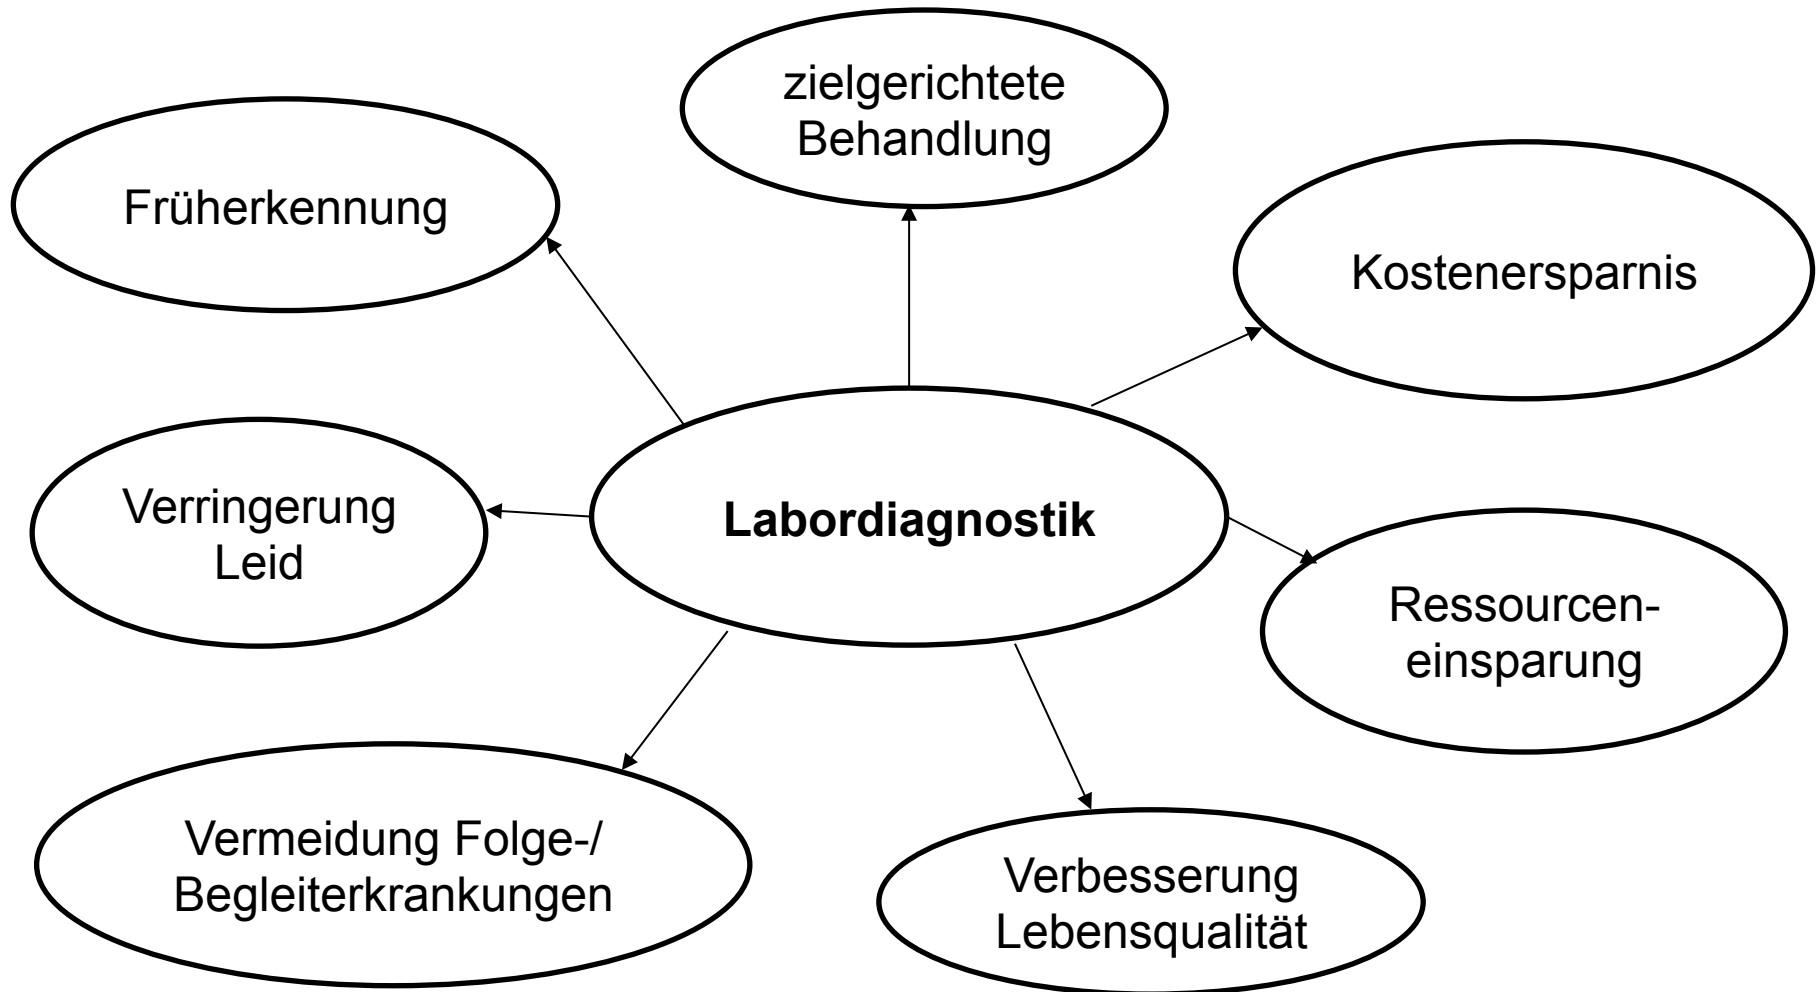 zielgerichtete
Behandlung
Früherkennung
Kostenersparnis
Verringerung
Leid
Labordiagnostik
Ressourcen-
einsparung
Vermeidung Folge-/
Begleiterkrankungen
Verbesserung
Lebensqualität